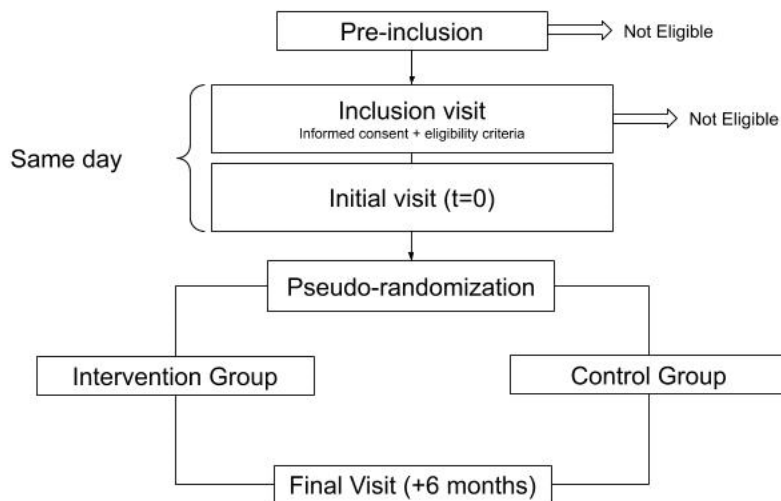 Pre-inclusion
Not Eligible
Inclusion visit
Informed consent + eligibility criteria
Not Eligible
Same day
Initial visit (t=0)
Pseudo-randomization
Intervention Group
Control Group
Final Visit (+6 months)